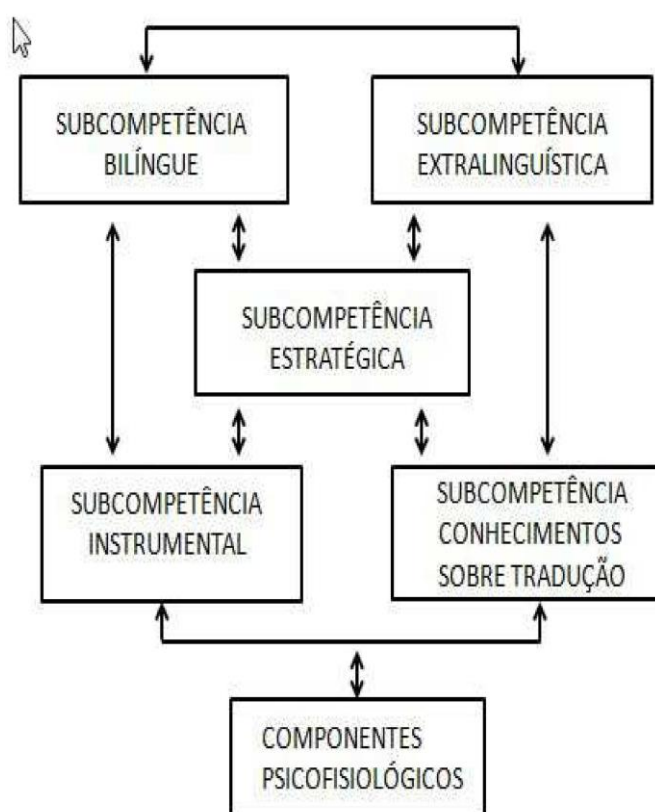 SUBCOMPETÊNCIA
BILÍNGUE
SUBCOMPETÊNCIA
EXTRALINGUÍSTICA
SUBCOMPETÊNCIA
ESTRATÉGICA
SUBCOMPETÊNCIA
INSTRUMENTAL
SUBCOMPETÊNCIA
CONHECIMENTOS
SOBRE TRADUÇÃO
COMPONENTES
PSICOFISIOLÓGICOS